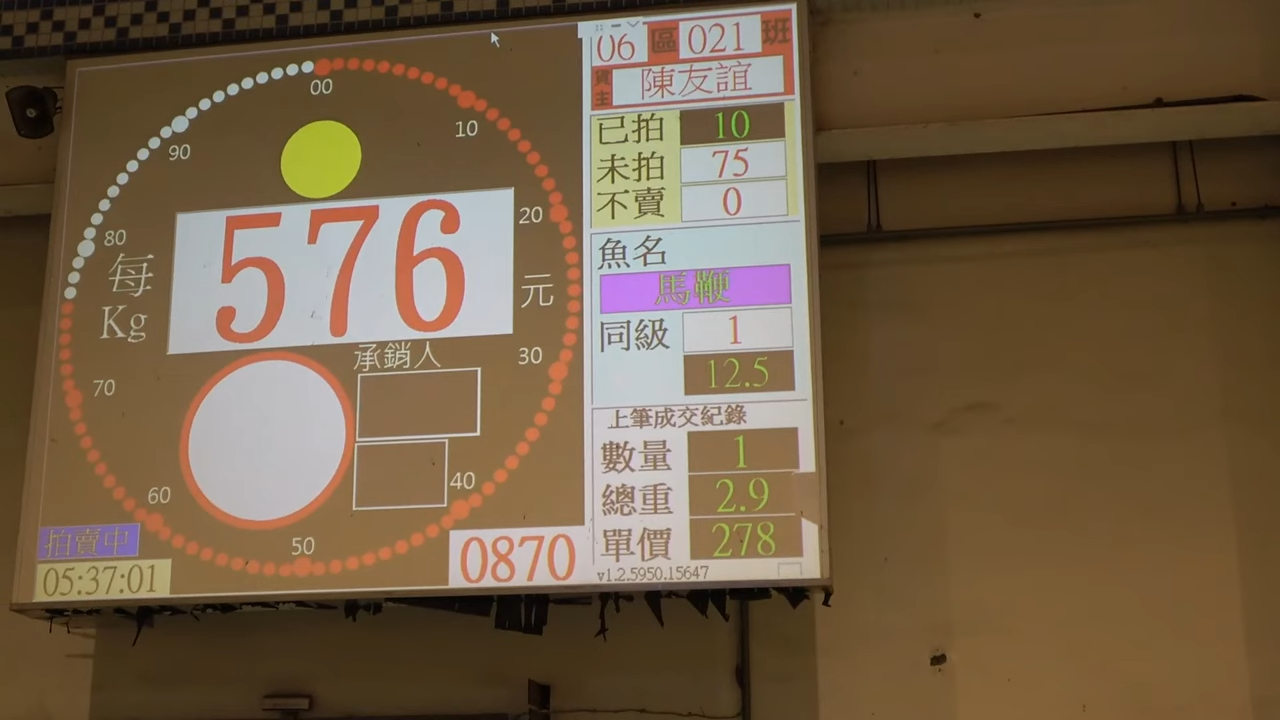 06 區 021 班
貨主 陳友誼
已拍 10
未拍 75
不賣 0
魚名
馬鞭
同級 1
12.5
上筆成交紀錄
數量 1
總重 2.9
單價 278
v1.2.5950.15647
00
10
20
30
40
50
60
70
80
90
每
Kg
576
元
承銷人
拍賣中
05:37:01
0870